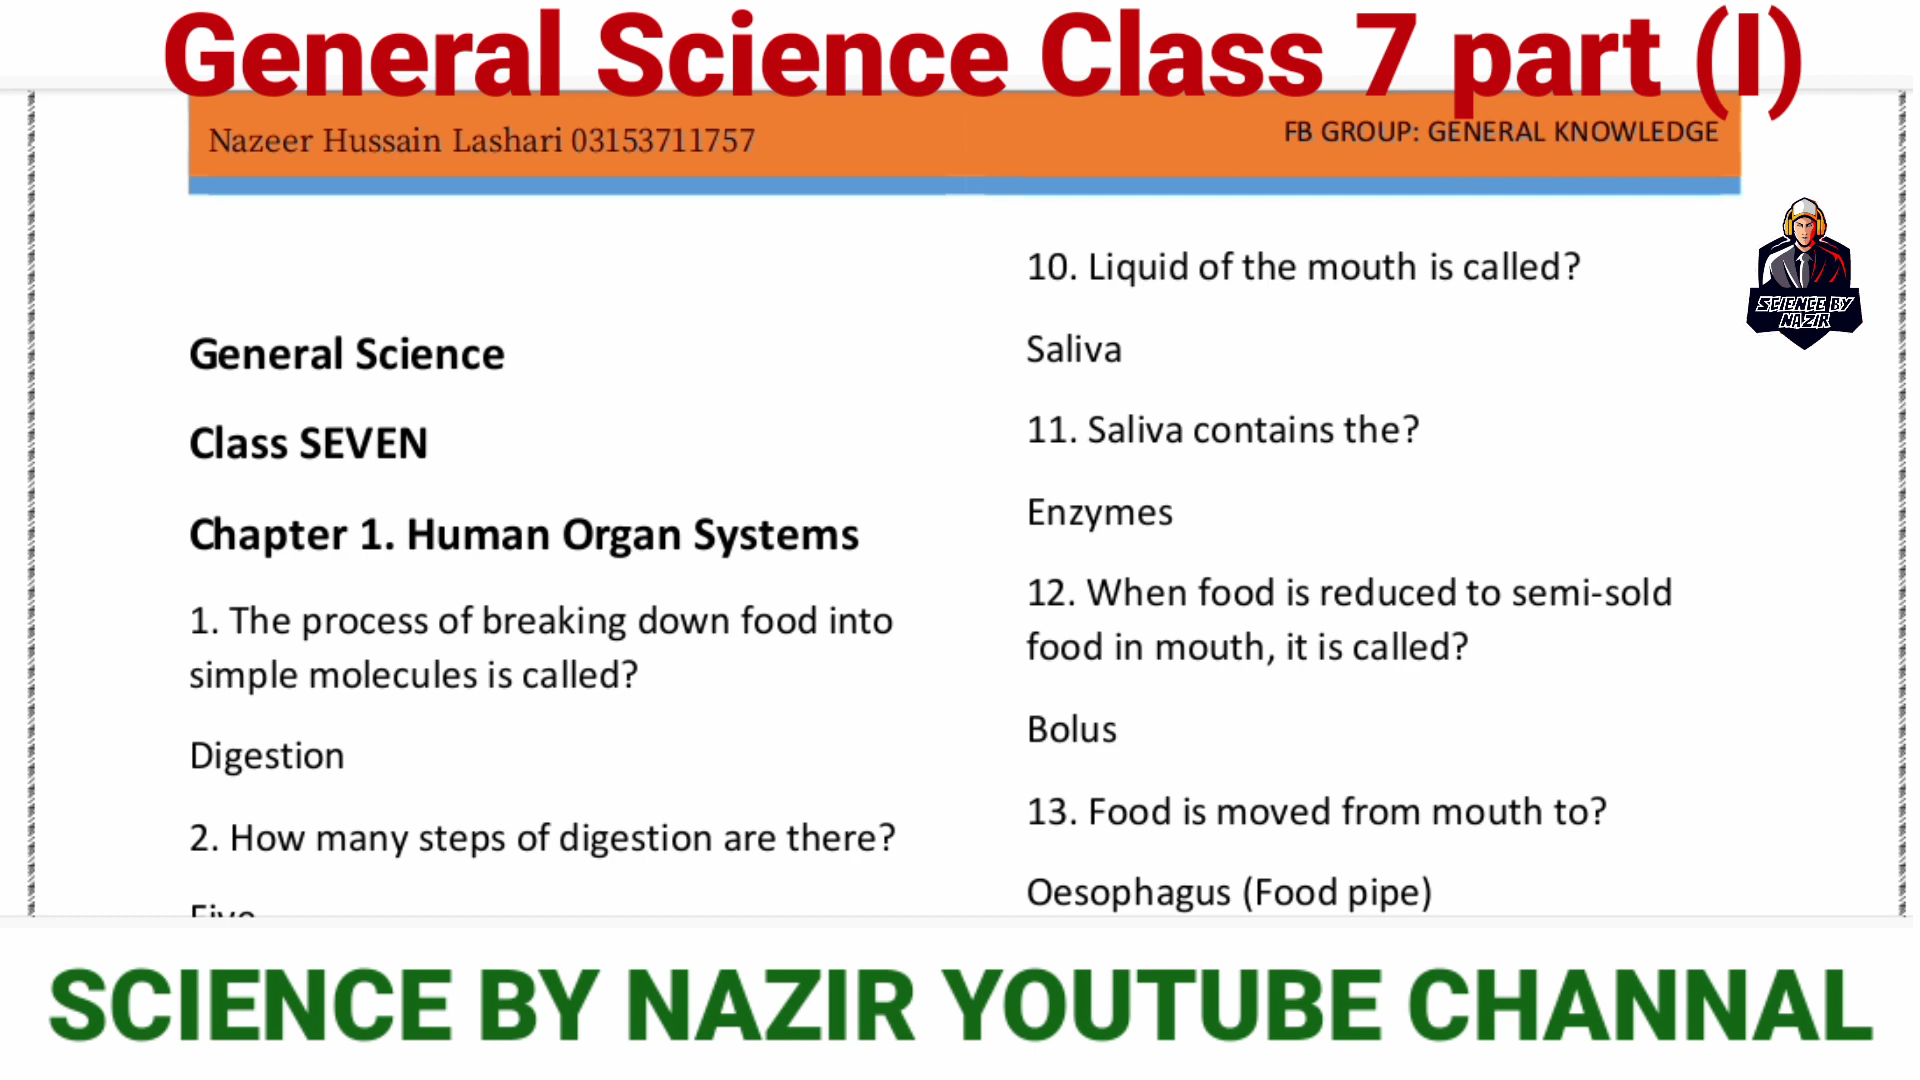 General Science Class 7 part (I)
Nazeer Hussain Lashari 03153711757
FB GROUP: GENERAL KNOWLEDGE
General Science
Class SEVEN
Chapter 1. Human Organ Systems
1. The process of breaking down food into
simple molecules is called?
Digestion
2. How many steps of digestion are there?
Five
10. Liquid of the mouth is called?
Saliva
11. Saliva contains the?
Enzymes
12. When food is reduced to semi-sold
food in mouth, it is called?
Bolus
13. Food is moved from mouth to?
Oesophagus (Food pipe)
SCIENCE BY
NAZIR
SCIENCE BY NAZIR YOUTUBE CHANNAL